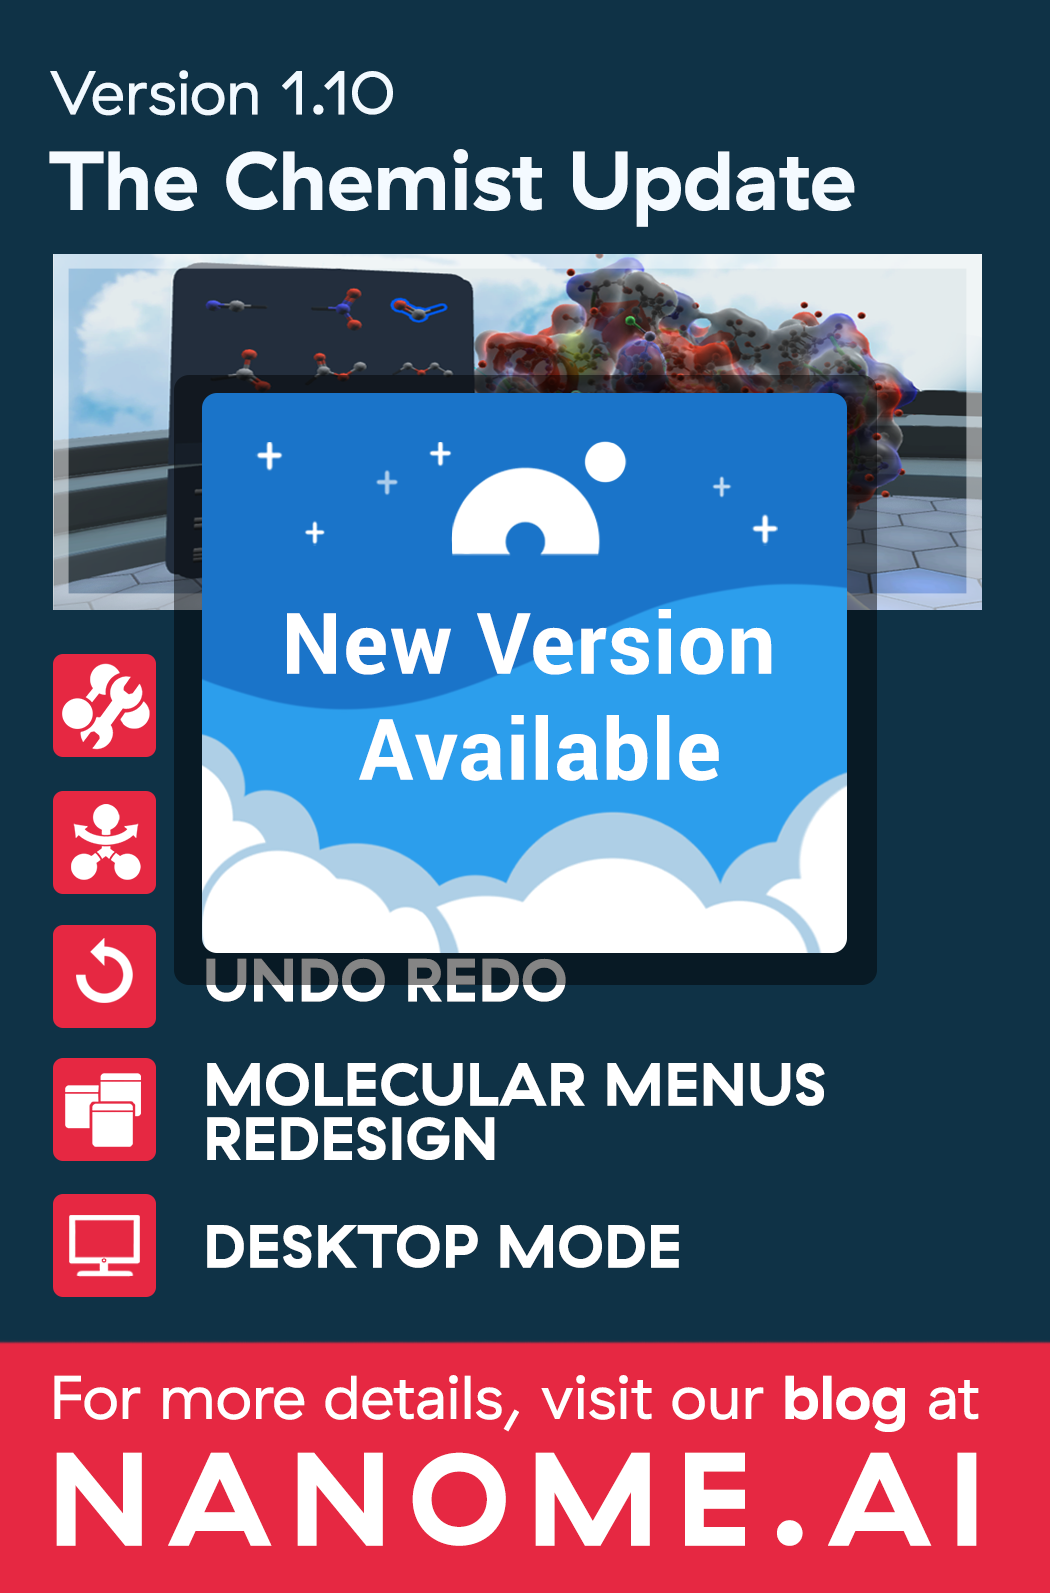 Version 1.10
The Chemist Update
New Version
Available
UNDO REDO
MOLECULAR MENUS
REDESIGN
DESKTOP MODE
For more details, visit our blog at
NANOME.AI